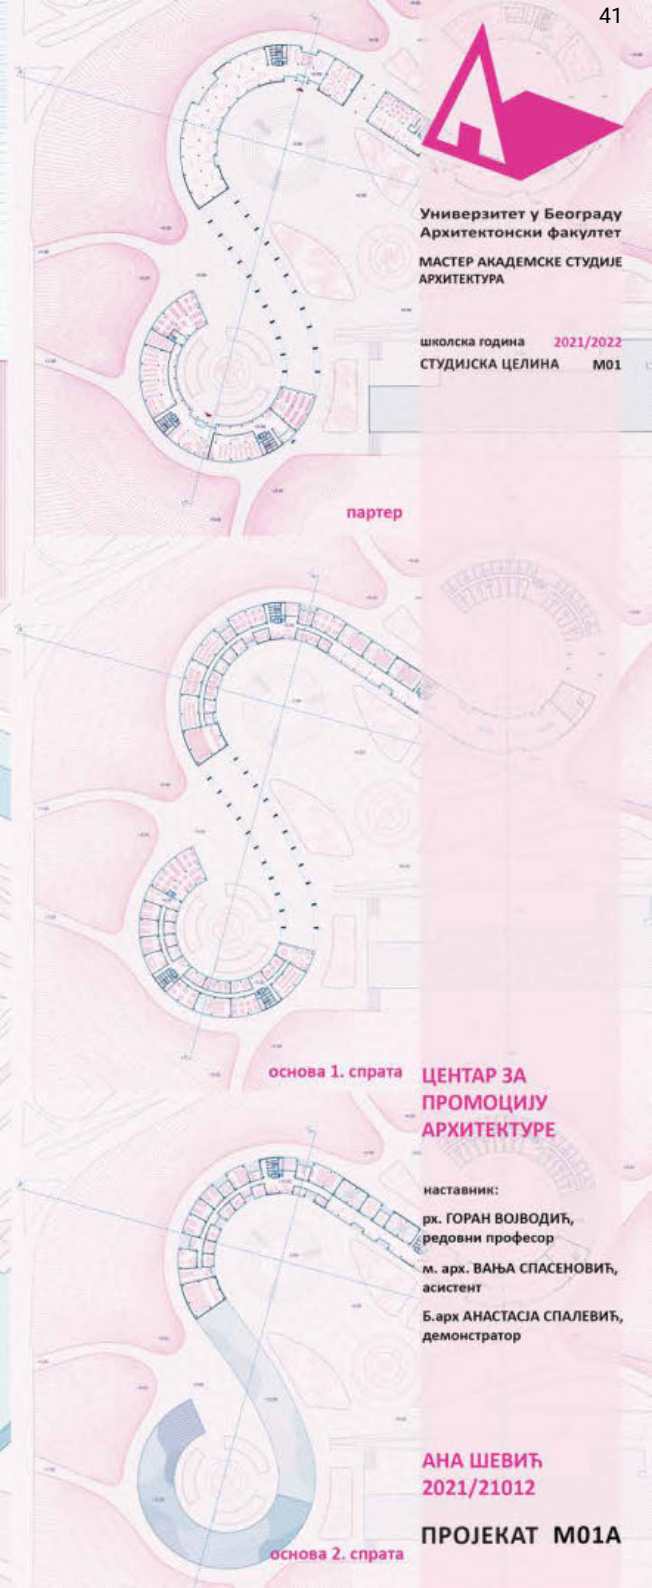 41
Универзитет у Београду
Архитектонски факултет
МАСТЕР АКАДЕМСКЕ СТУДИЈЕ
АРХИТЕКТУРА
школска година 2021/2022
СТУДИЈСКА ЦЕЛИНА М01
партер
основа 1. спрата
ЦЕНТАР ЗА
ПРОМОЦИЈУ
АРХИТЕКТУРЕ
наставник:
рх. ГОРАН ВОЈВОДИЋ,
редовни професор
м. арх. ВАЊА СПАСЕНОВИЋ,
асистент
Б.арх АНАСТАСЈА СПАЛЕВИЋ,
демонстратор
АНА ШЕВИЋ
2021/21012
ПРОЈЕКАТ М01А
основа 2. спрата